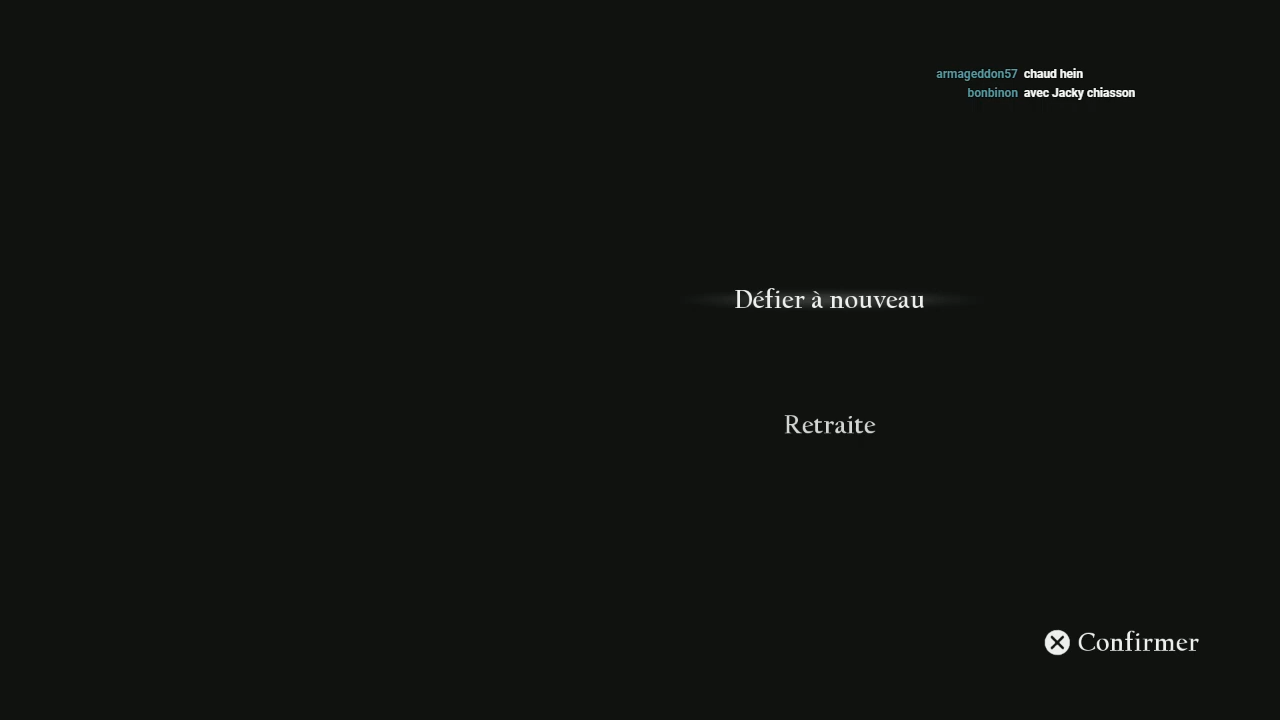 armageddon57 chaud hein
bonbinon avec Jacky chiasson
Défier à nouveau
Retraite
Confirmer